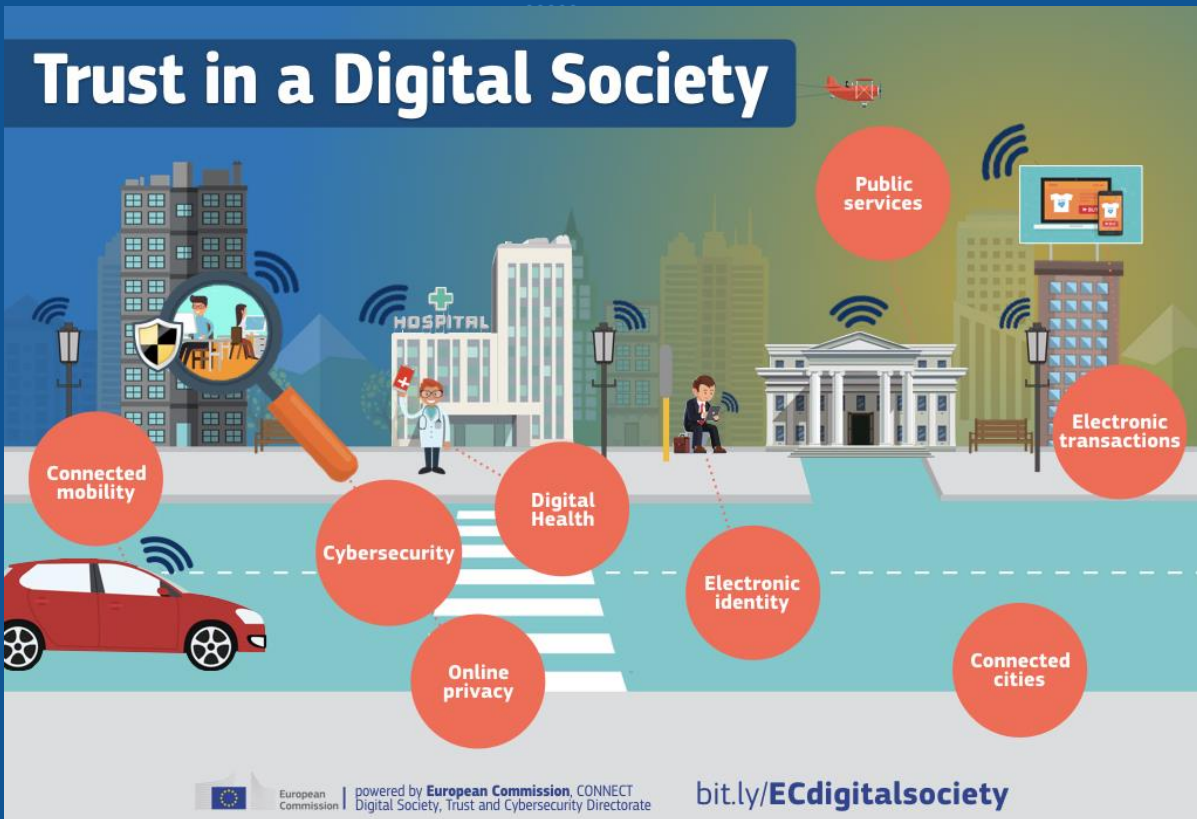 Trust in a Digital Society
Public
services
BUY
HOSPITAL
Electronic
transactions
Connected
mobility
Digital
Health
Cybersecurity
Electronic
identity
Online
privacy
Connected
cities
European
Commission
powered by European Commission, CONNECT
Digital Society, Trust and Cybersecurity Directorate
bit.ly/ECdigitalsociety